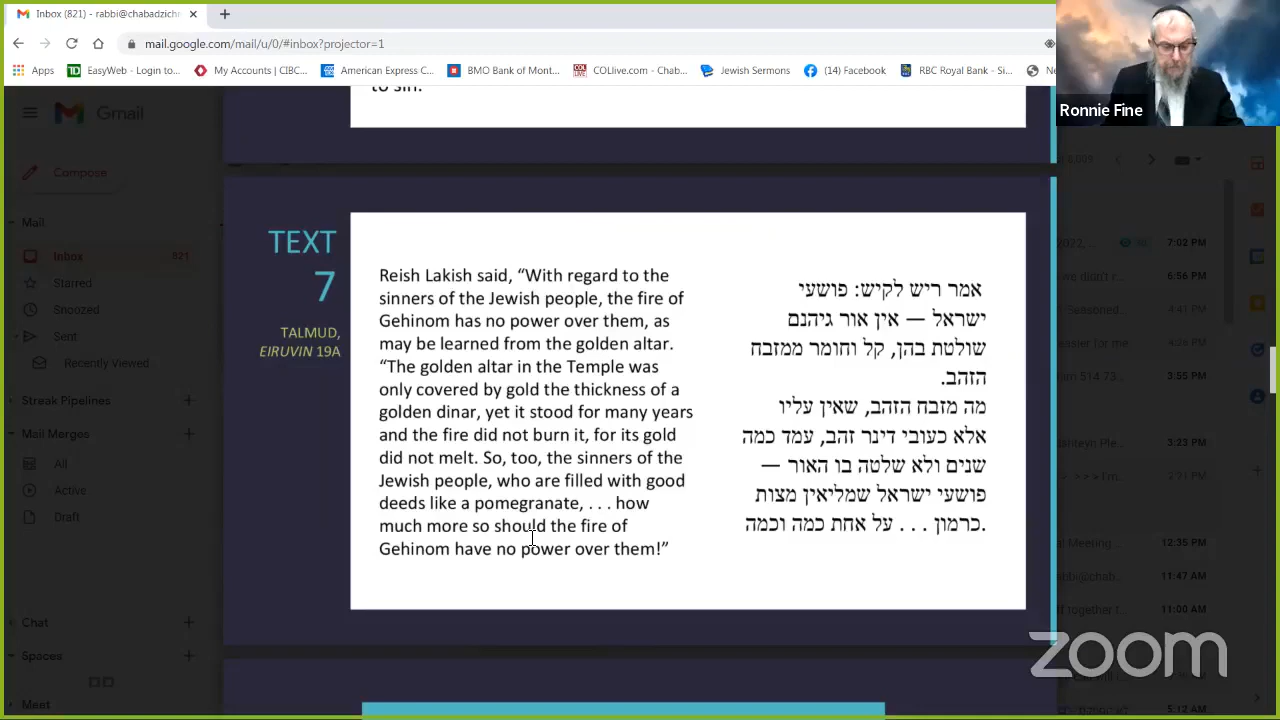 Inbox (821) - rabbi@chabadzichr
mail.google.com/mail/u/0/#inbox?projector=1
Apps
EasyWeb - Login to...
My Accounts | CIBC...
American Express C...
BMO Bank of Mont...
COLlive.com - Chab...
Jewish Sermons
(14) Facebook
RBC Royal Bank - Si...
Ronnie Fine
to sin."
Gmail
Compose
Mail
Inbox 821
Starred
Snoozed
Sent
Recently Viewed
Streak Pipelines
Mail Merges
All
Active
Draft
Chat
Spaces
Meet
TEXT
7
TALMUD,
EIRUVIN 19A
Reish Lakish said, “With regard to the
sinners of the Jewish people, the fire of
Gehinom has no power over them, as
may be learned from the golden altar.
“The golden altar in the Temple was
only covered by gold the thickness of a
golden dinar, yet it stood for many years
and the fire did not burn it, for its gold
did not melt. So, too, the sinners of the
Jewish people, who are filled with good
deeds like a pomegranate, . . . how
much more so should the fire of
Gehinom have no power over them!”
אמר ריש לקיש: פושעי
ישראל — אין אור גיהנם
שולטת בהן, קל וחומר ממזבח
הזהב.
מה מזבח הזהב, שאין עליו
אלא כעובי דינר זהב, עמד כמה
שנים ולא שלטה בו האור —
פושעי ישראל שמליאין מצות
כרמון . . . על אחת כמה וכמה.
2022, 7:02 PM
6:56 PM
4:41 PM
4:26 PM
3:55 PM
3:23 PM
2:21 PM
12:35 PM
11:47 AM
11:00 AM
5:12 AM
zoom